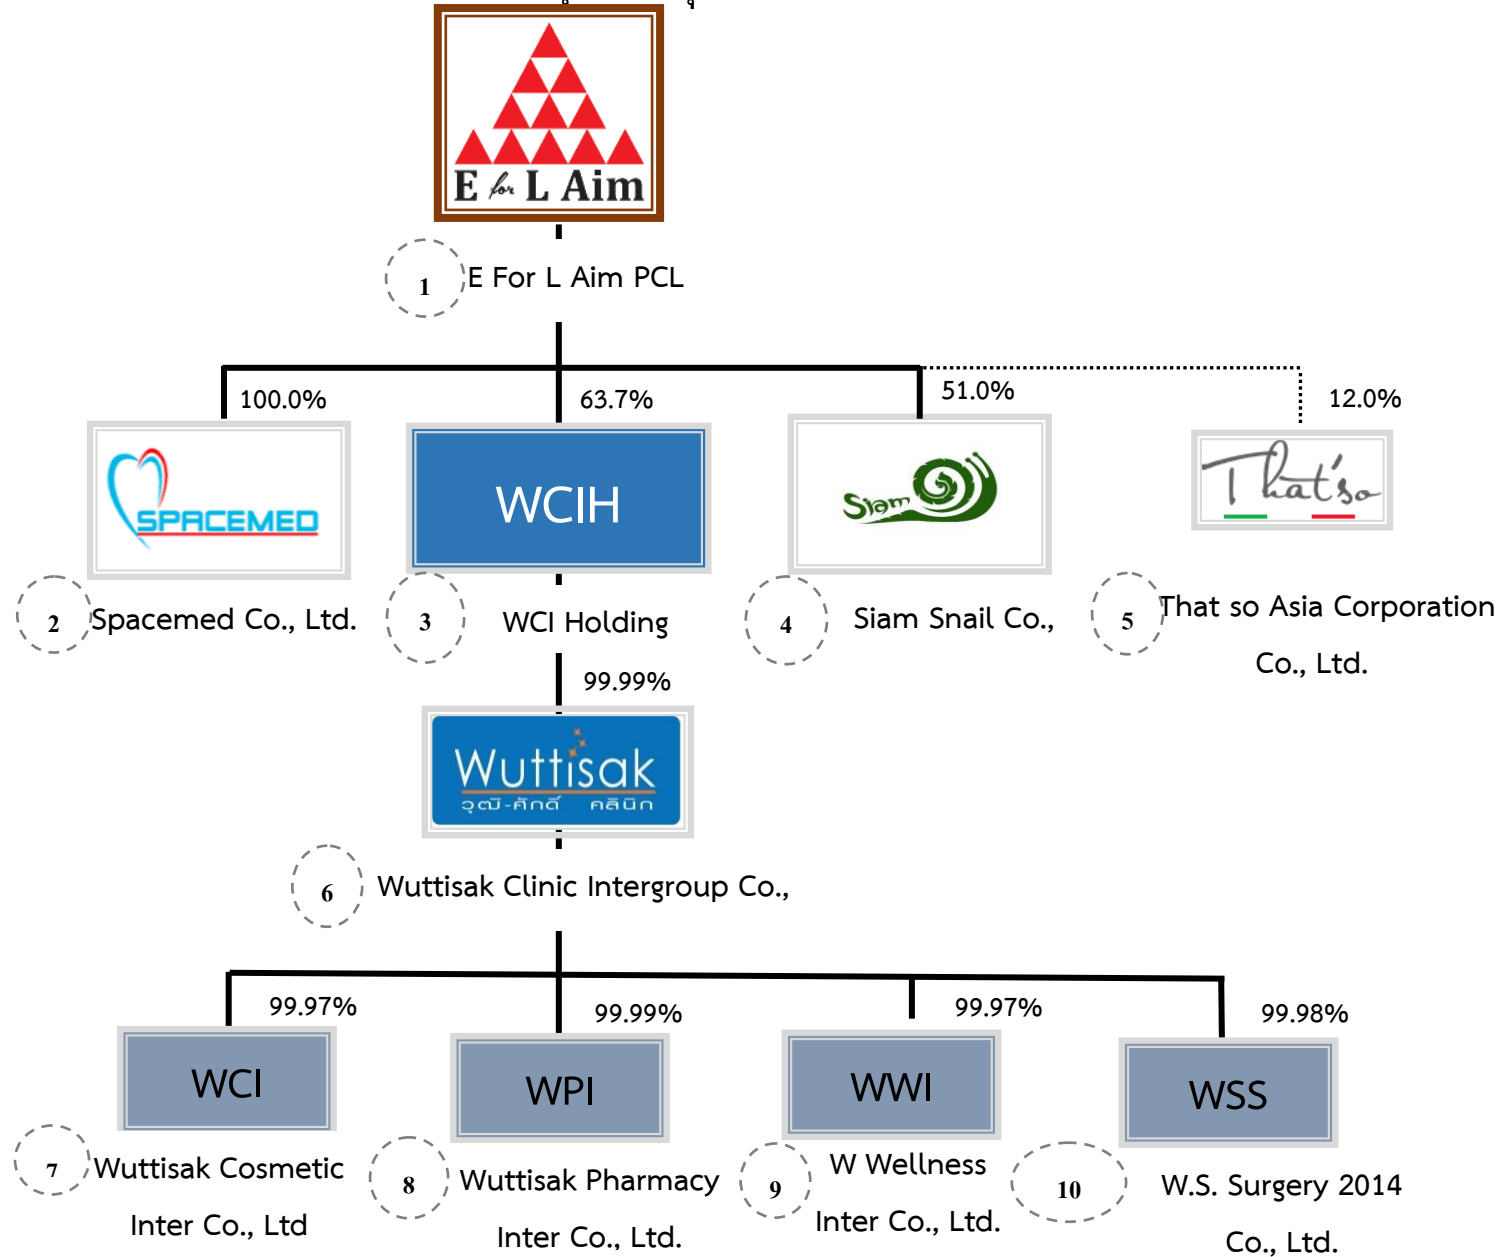 E for L Aim
1 E For L Aim PCL
100.0% 63.7% 51.0% 12.0%
SPACEMED
WCIH
Siam
That'so
2 Spacemed Co., Ltd.
3 WCI Holding
4 Siam Snail Co.,
5 That so Asia Corporation
Co., Ltd.
99.99%
Wuttisak
วุฒิ-ศักดิ์ คลินิก
6 Wuttisak Clinic Intergroup Co.,
99.97% 99.99% 99.97% 99.98%
WCI
WPI
WWI
WSS
7 Wuttisak Cosmetic
Inter Co., Ltd
8 Wuttisak Pharmacy
Inter Co., Ltd.
9 W Wellness
Inter Co., Ltd.
10 W.S. Surgery 2014
Co., Ltd.